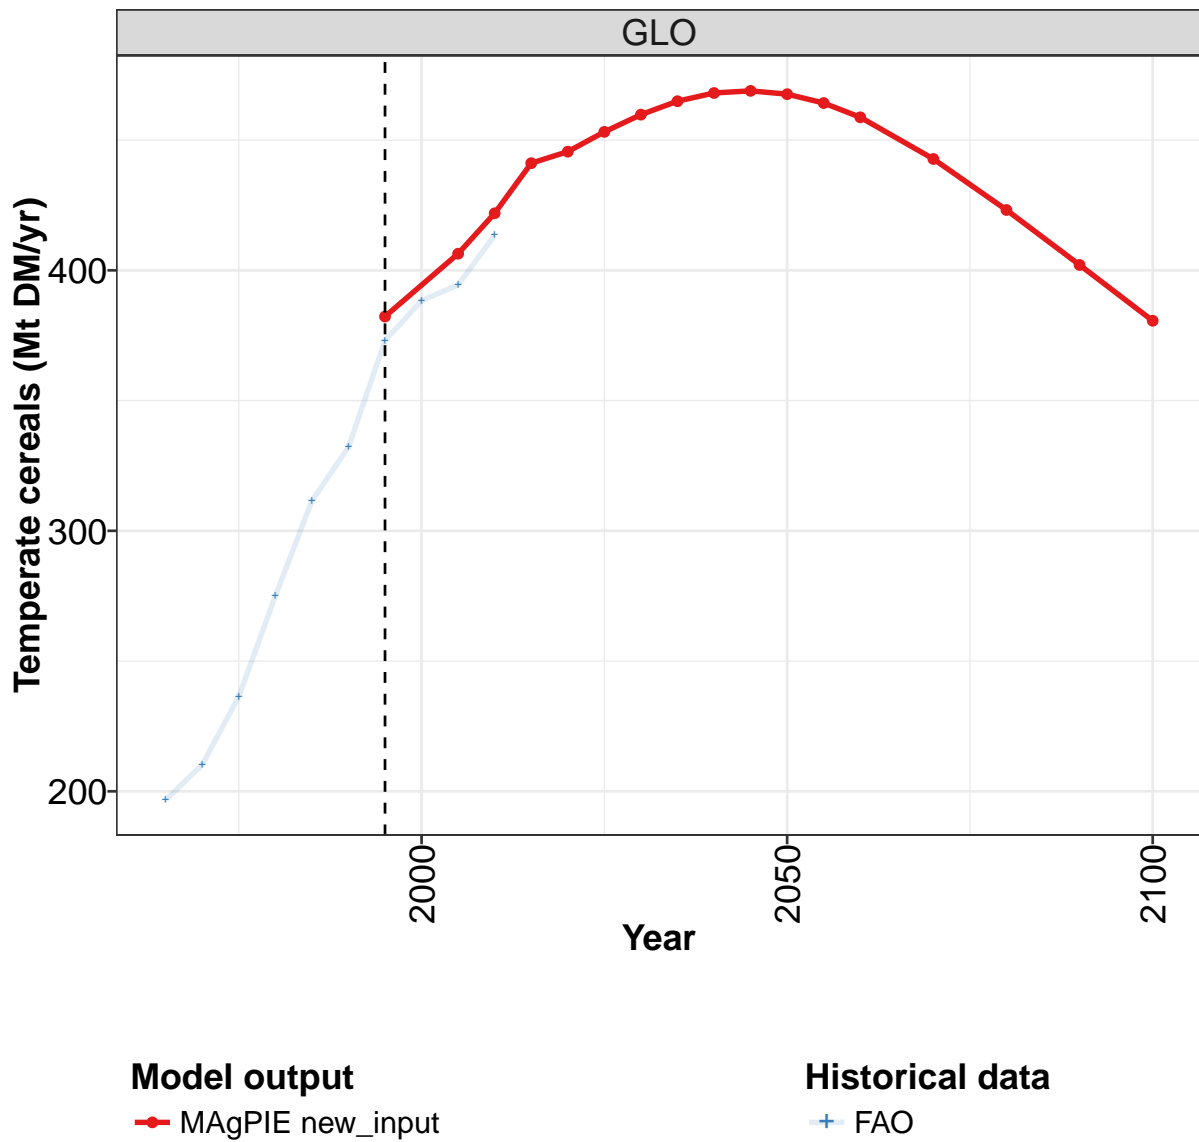 GLO
Temperate cereals (Mt DM/yr)
400
300
200
2000
2050
2100
Year
Model output
MAgPIE new_input
Historical data
FAO